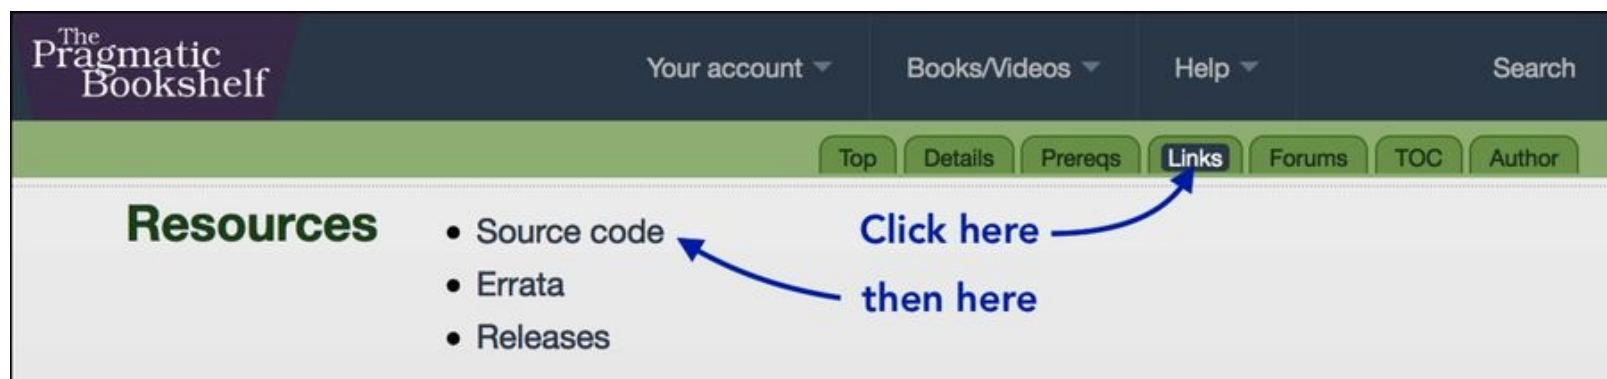 The
Pragmatic
Bookshelf
Your account Books/Videos Help Search
Top Details Prereqs Links Forums TOC Author
Resources
• Source code
Click here
• Errata
then here
• Releases